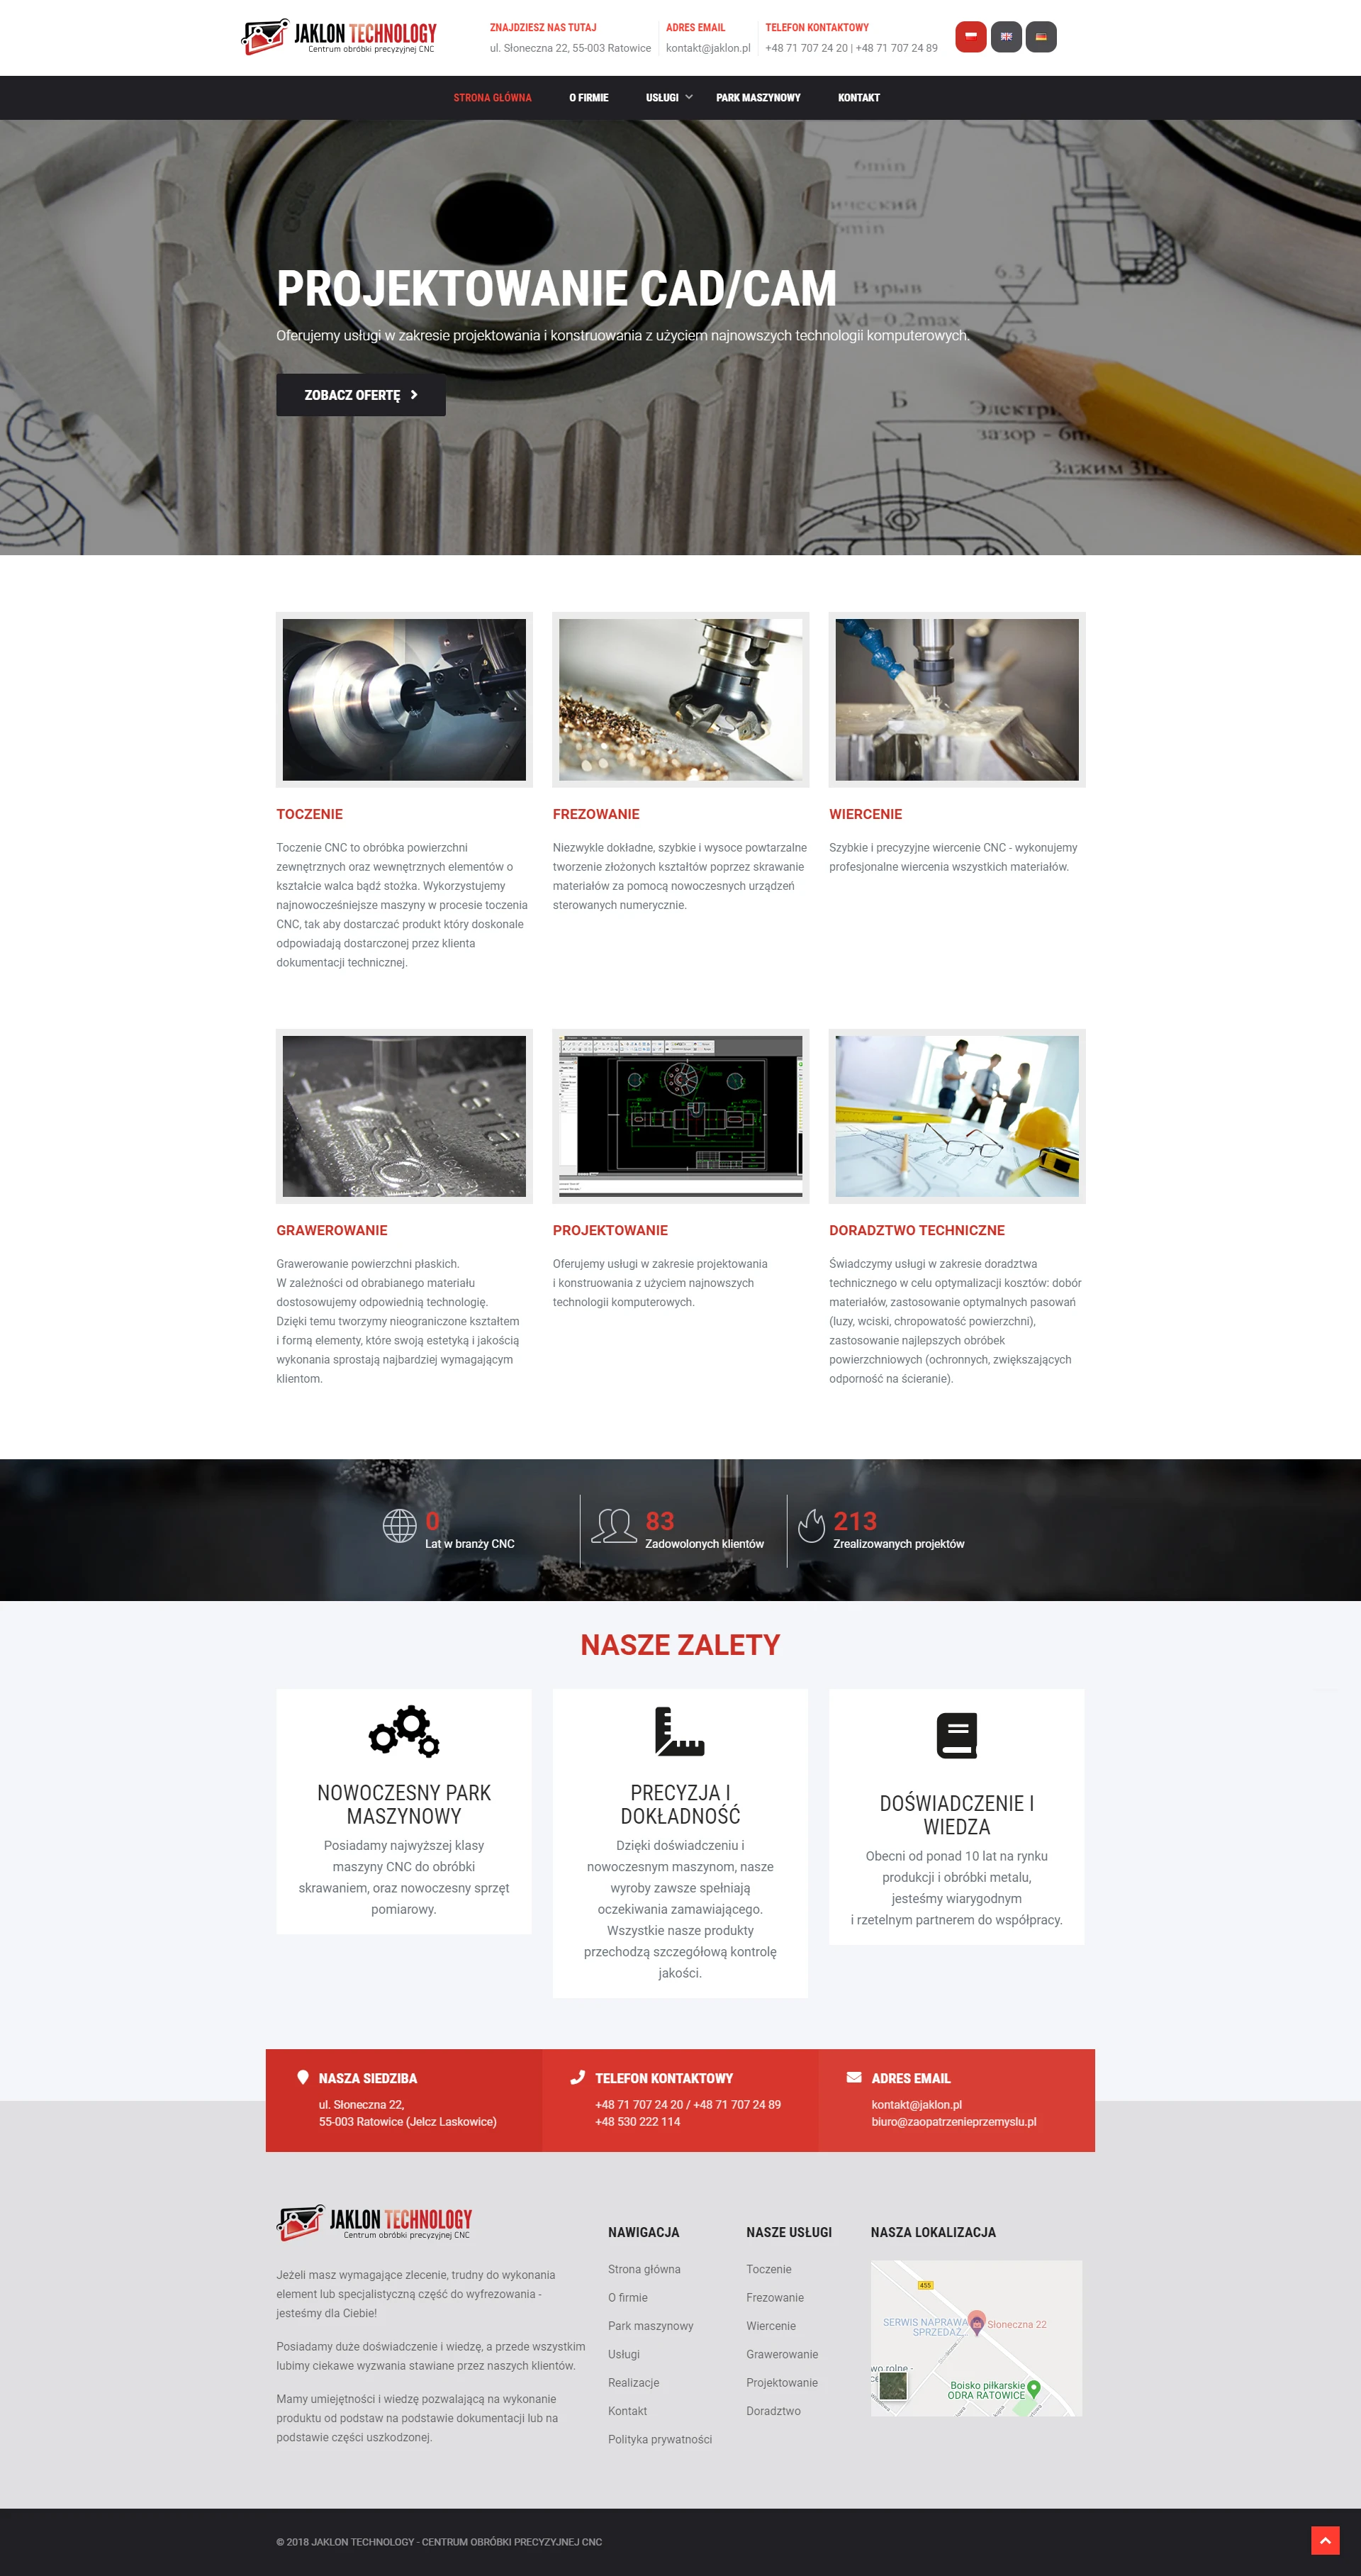 JAKLON TECHNOLOGY
Centrum obróbki precyzyjnej CNC
ZNAJDZIESZ NAS TUTAJ
ul. Słoneczna 22, 55-003 Ratowice
ADRES EMAIL
kontakt@jaklon.pl
TELEFON KONTAKTOWY
+48 71 707 24 20 | +48 71 707 24 89
STRONA GŁÓWNA
O FIRMIE
USŁUGI
PARK MASZYNOWY
KONTAKT
6.3
Взрыв
Wd=0.2max
PROJEKTOWANIE CAD/CAM
Oferujemy usługi w zakresie projektowania i konstruowania z użyciem najnowszych technologii komputerowych.
ZOBACZ OFERTĘ
Б
Электри
зазор - 6m
Зажим
TOCZENIE
Toczenie CNC to obróbka powierzchni
zewnętrznych oraz wewnętrznych elementów o
kształcie walca bądź stożka. Wykorzystujemy
najnowocześniejsze maszyny w procesie toczenia
CNC, tak aby dostarczać produkt który doskonale
odpowiadają dostarczonej przez klienta
dokumentacji technicznej.
FREZOWANIE
Niezwykle dokładne, szybkie i wysoce powtarzalne
tworzenie złożonych kształtów poprzez skrawanie
materiałów za pomocą nowoczesnych urządzeń
sterowanych numerycznie.
WIERCENIE
Szybkie i precyzyjne wiercenie CNC - wykonujemy
profesjonalne wiercenia wszystkich materiałów.
GRAWEROWANIE
Grawerowanie powierzchni płaskich.
W zależności od obrabianego materiału
dostosowujemy odpowiednią technologię.
Dzięki temu tworzymy nieograniczone kształtem
i formą elementy, które swoją estetyką i jakością
wykonania sprostają najbardziej wymagającym
klientom.
PROJEKTOWANIE
Oferujemy usługi w zakresie projektowania
i konstruowania z użyciem najnowszych
technologii komputerowych.
DORADZTWO TECHNICZNE
Świadczymy usługi w zakresie doradztwa
technicznego w celu optymalizacji kosztów: dobór
materiałów, zastosowanie optymalnych pasowań
(luzy, wciski, chropowatość powierzchni),
zastosowanie najlepszych obróbek
powierzchniowych (ochronnych, zwiększających
odporność na ścieranie).
0
Lat w branży CNC
83
Zadowolonych klientów
213
Zrealizowanych projektów
NASZE ZALETY
NOWOCZESNY PARK
MASZYNOWY
Posiadamy najwyższej klasy
maszyny CNC do obróbki
skrawaniem, oraz nowoczesny sprzęt
pomiarowy.
PRECYZJA I
DOKŁADNOŚĆ
Dzięki doświadczeniu i
nowoczesnym maszynom, nasze
wyroby zawsze spełniają
oczekiwania zamawiającego.
Wszystkie nasze produkty
przechodzą szczegółową kontrolę
jakości.
DOŚWIADCZENIE I
WIEDZA
Obecni od ponad 10 lat na rynku
produkcji i obróbki metalu,
jesteśmy wiarygodnym
i rzetelnym partnerem do współpracy.
NASZA SIEDZIBA
ul. Słoneczna 22,
55-003 Ratowice (Jelcz Laskowice)
TELEFON KONTAKTOWY
+48 71 707 24 20 / +48 71 707 24 89
+48 530 222 114
ADRES EMAIL
kontakt@jaklon.pl
biuro@zaopatrzenieprzemyslu.pl
JAKLON TECHNOLOGY
Centrum obróbki precyzyjnej CNC
Jeżeli masz wymagające zlecenie, trudny do wykonania
element lub specjalistyczną część do wyfrezowania -
jesteśmy dla Ciebie!
Posiadamy duże doświadczenie i wiedzę, a przede wszystkim
lubimy ciekawe wyzwania stawiane przez naszych klientów.
Mamy umiejętności i wiedzę pozwalającą na wykonanie
produktu od podstaw na podstawie dokumentacji lub na
podstawie części uszkodzonej.
NAWIGACJA
Strona główna
O firmie
Park maszynowy
Usługi
Realizacje
Kontakt
Polityka prywatności
NASZE USŁUGI
Toczenie
Frezowanie
Wiercenie
Grawerowanie
Projektowanie
Doradztwo
NASZA LOKALIZACJA
455
SERWIS NAPRAWA
SPRZEDAŻ,
Słoneczna 22
Boisko piłkarskie
ODRA RATOWICE
© 2018 JAKLON TECHNOLOGY - CENTRUM OBRÓBKI PRECYZYJNEJ CNC